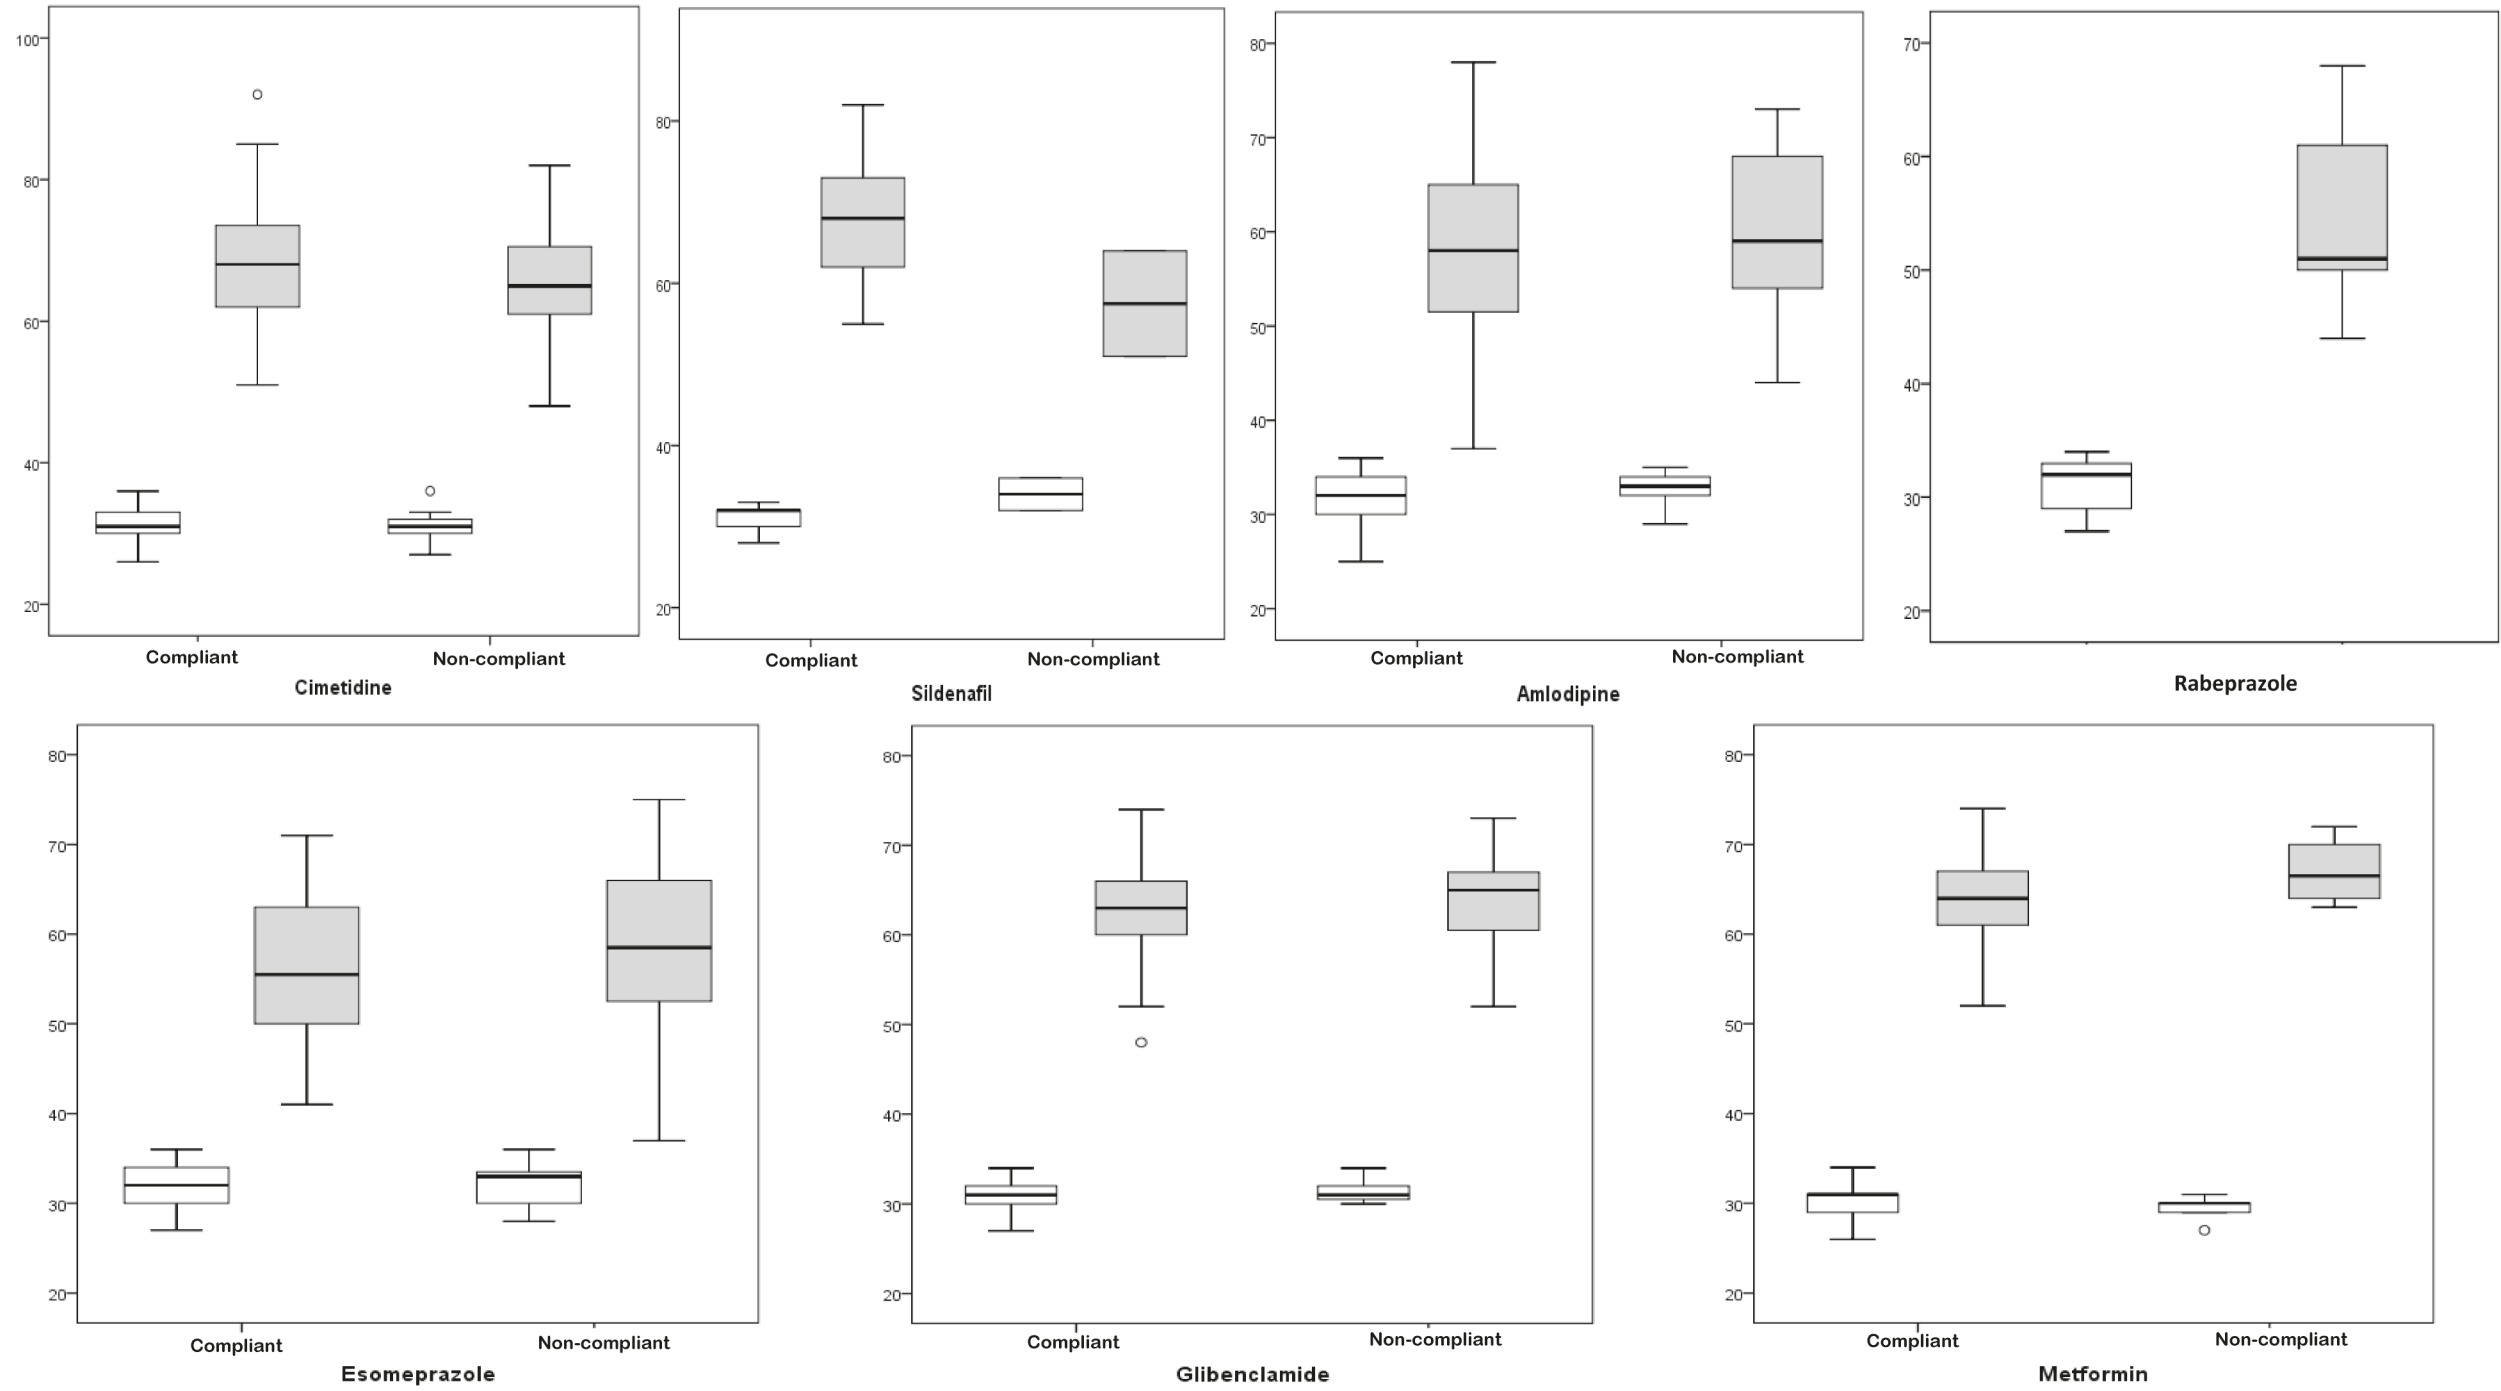 100
80
60
40
20
Compliant
Non-compliant
Cimetidine
80
60
40
20
Compliant
Non-compliant
Sildenafil
80
70
60
50
40
30
20
Compliant
Non-compliant
Amlodipine
70
60
50
40
30
20
Rabeprazole
80
70
60
50
40
30
20
Compliant
Non-compliant
Esomeprazole
80
70
60
50
40
30
20
Compliant
Non-compliant
Glibenclamide
80
70
60
50
40
30
20
Compliant
Non-compliant
Metformin